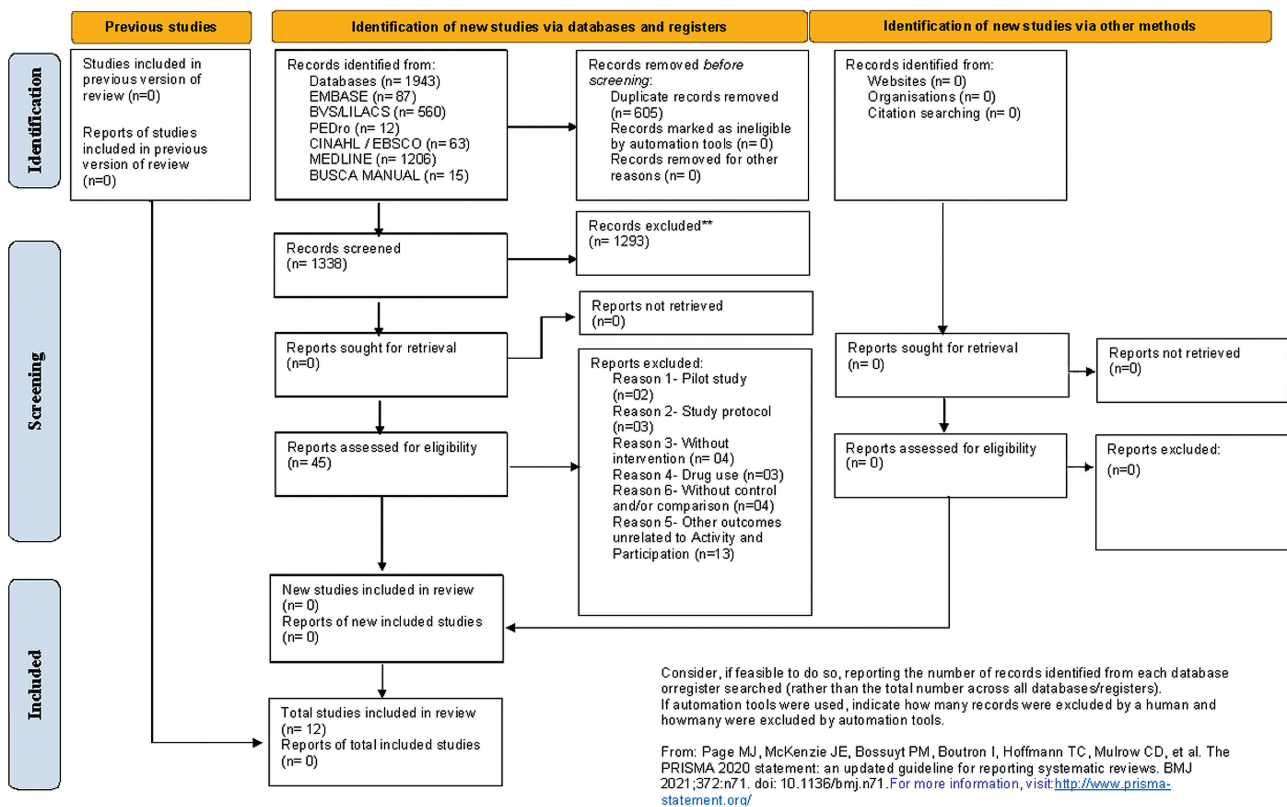 Previous studies
Identification of new studies via databases and registers
Identification of new studies via other methods
Identification
Studies included in
previous version of
review (n=0)
Reports of studies
included in previous
version of review
(n=0)
Records identified from:
Databases (n= 1943)
EMBASE (n= 87)
BVS/LILACS (n= 560)
PEDro (n= 12)
CINAHL / EBSCO (n= 63)
MEDLINE (n= 1206)
BUSCA MANUAL (n= 15)
Records removed before
screening:
Duplicate records removed
(n= 605)
Records marked as ineligible
by automation tools (n= 0)
Records removed for other
reasons (n= 0)
Records identified from:
Websites (n= 0)
Organisations (n= 0)
Citation searching (n= 0)
Screening
Records screened
(n= 1338)
Records excluded**
(n= 1293)
Reports sought for retrieval
(n=0)
Reports not retrieved
(n=0)
Reports assessed for eligibility
(n= 45)
Reports excluded:
Reason 1- Pilot study
(n=02)
Reason 2- Study protocol
(n=03)
Reason 3- Without
intervention (n= 04)
Reason 4- Drug use (n=03)
Reason 6- Without control
and/or comparison (n=04)
Reason 5- Other outcomes
unrelated to Activity and
Participation (n=13)
Reports sought for retrieval
(n= 0)
Reports not retrieved
(n=0)
Reports assessed for eligibility
(n= 0)
Reports excluded:
(n=0)
Included
New studies included in review
(n= 0)
Reports of new included studies
(n= 0)
Total studies included in review
(n= 12)
Reports of total included studies
(n= 0)
Consider, if feasible to do so, reporting the number of records identified from each database
orregister searched (rather than the total number across all databases/registers).
If automation tools were used, indicate how many records were excluded by a human and
howmany were excluded by automation tools.
From: Page MJ, McKenzie JE, Bossuyt PM, Boutron I, Hoffmann TC, Mulrow CD, et al. The
PRISMA 2020 statement: an updated guideline for reporting systematic reviews. BMJ
2021;372:n71. doi: 10.1136/bmj.n71.For more information, visit:http://www.prisma-
statement.org/